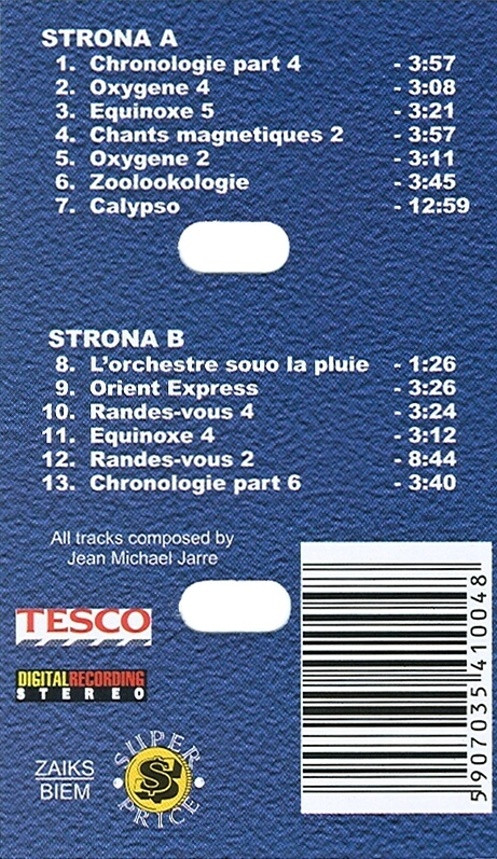 STRONA A
1. Chronologie part 4 - 3:57
2. Oxygene 4 - 3:08
3. Equinoxe 5 - 3:21
4. Chants magnetiques 2 - 3:57
5. Oxygene 2 - 3:11
6. Zoolookologie - 3:45
7. Calypso - 12:59
STRONA B
8. L'orchestre souo la pluie - 1:26
9. Orient Express - 3:26
10. Randes-vous 4 - 3:24
11. Equinoxe 4 - 3:12
12. Randes-vous 2 - 8:44
13. Chronologie part 6 - 3:40
All tracks composed by
Jean Michael Jarre
TESCO
DIGITAL RECORDING
STEREO
ZAIKS
BIEM
SUPER
$
PRICE
5907035410048